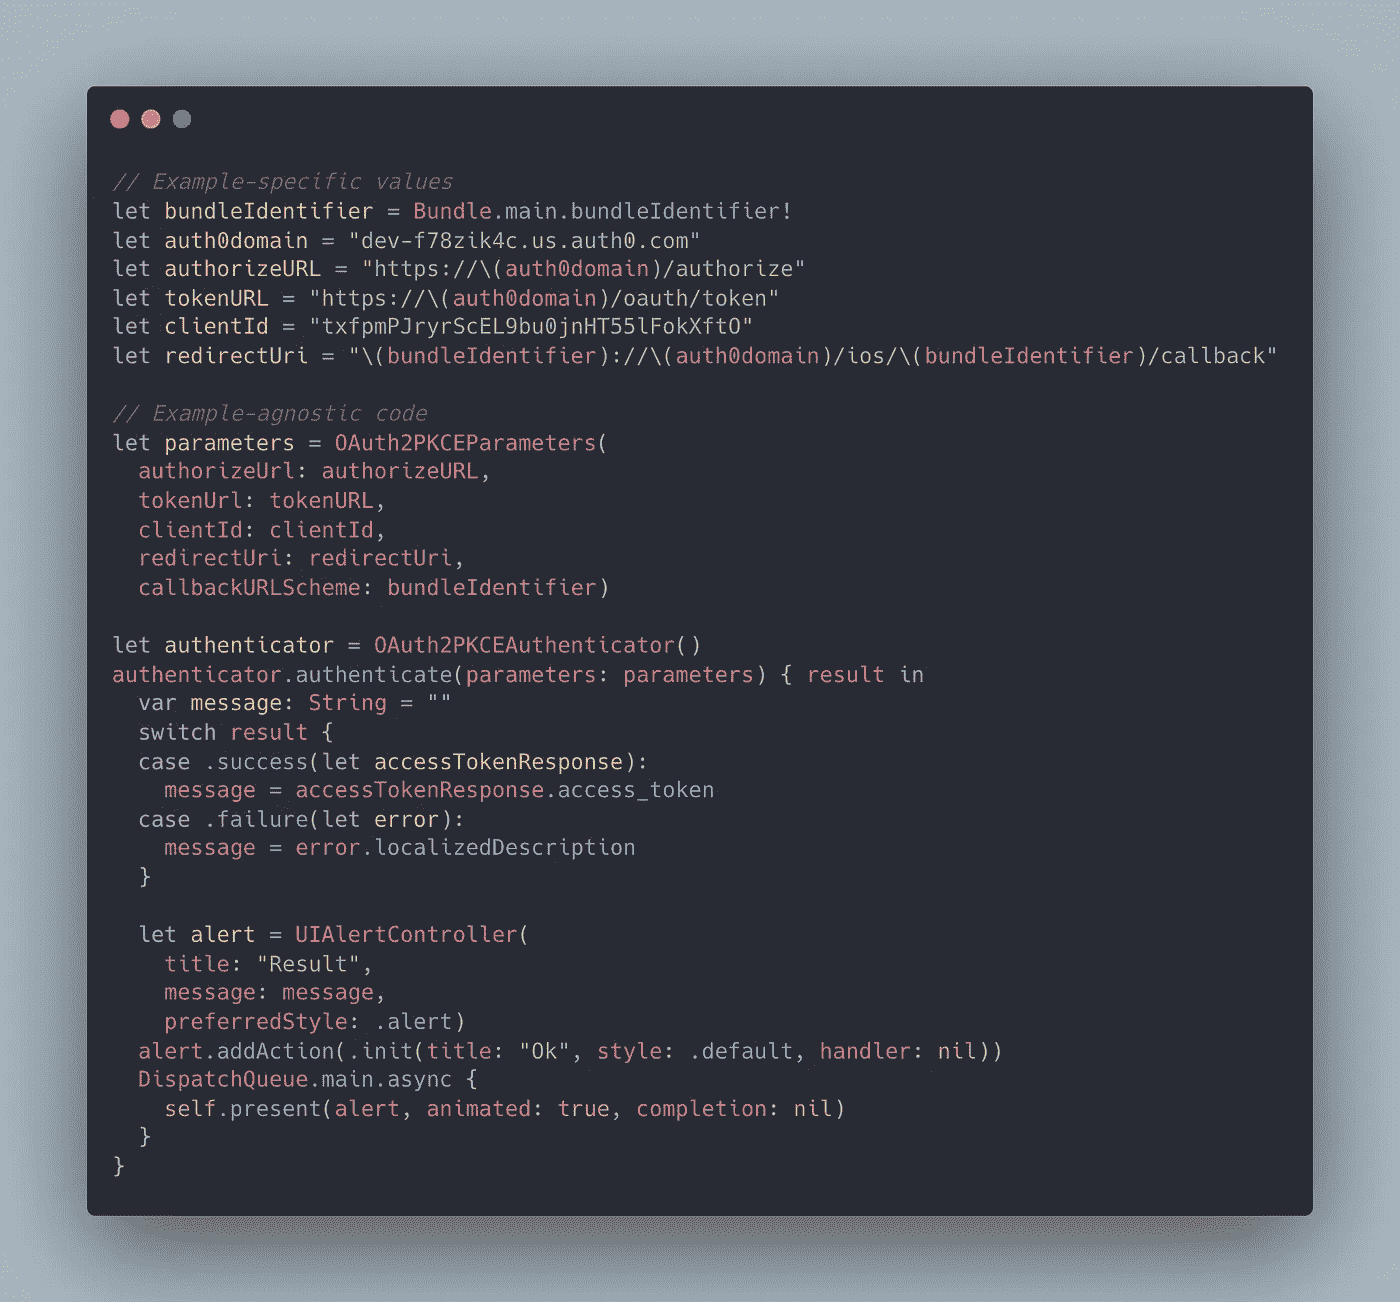 // Example-specific values
let bundleIdentifier = Bundle.main.bundleIdentifier!
let auth0domain = "dev-f78zik4c.us.auth0.com"
let authorizeURL = "https://\(auth0domain)/authorize"
let tokenURL = "https://\(auth0domain)/oauth/token"
let clientId = "txfpmPJryrScEL9bu0jnHT55lFokXftO"
let redirectUri = "\(bundleIdentifier)://\(auth0domain)/ios/\(bundleIdentifier)/callback"

// Example-agnostic code
let parameters = OAuth2PKCEParameters(
  authorizeUrl: authorizeURL,
  tokenUrl: tokenURL,
  clientId: clientId,
  redirectUri: redirectUri,
  callbackURLScheme: bundleIdentifier)

let authenticator = OAuth2PKCEAuthenticator()
authenticator.authenticate(parameters: parameters) { result in
  var message: String = ""
  switch result {
  case .success(let accessTokenResponse):
    message = accessTokenResponse.access_token
  case .failure(let error):
    message = error.localizedDescription
  }

  let alert = UIAlertController(
    title: "Result",
    message: message,
    preferredStyle: .alert)
  alert.addAction(.init(title: "Ok", style: .default, handler: nil))
  DispatchQueue.main.async {
    self.present(alert, animated: true, completion: nil)
  }
}